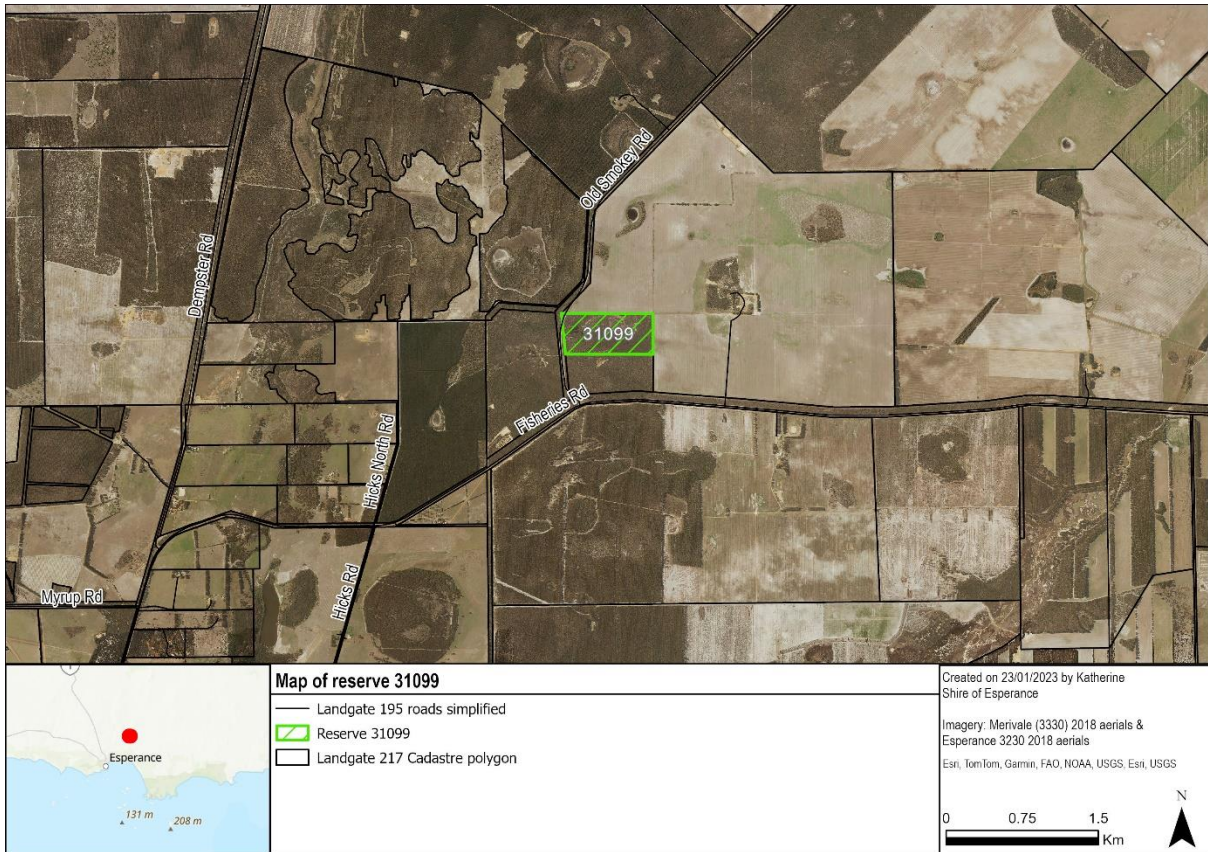 Old Smokey Rd
Dempster Rd
31099
Fisheries Rd
Hicks North Rd
Hicks Rd
Myrup Rd
Esperance
131 m
208 m
Map of reserve 31099
Landgate 195 roads simplified
Reserve 31099
Landgate 217 Cadastre polygon
Created on 23/01/2023 by Katherine
Shire of Esperance
Imagery: Merivale (3330) 2018 aerials &
Esperance 3230 2018 aerials
Esri, TomTom, Garmin, FAO, NOAA, USGS, Esri, USGS
N
0 0.75 1.5
Km